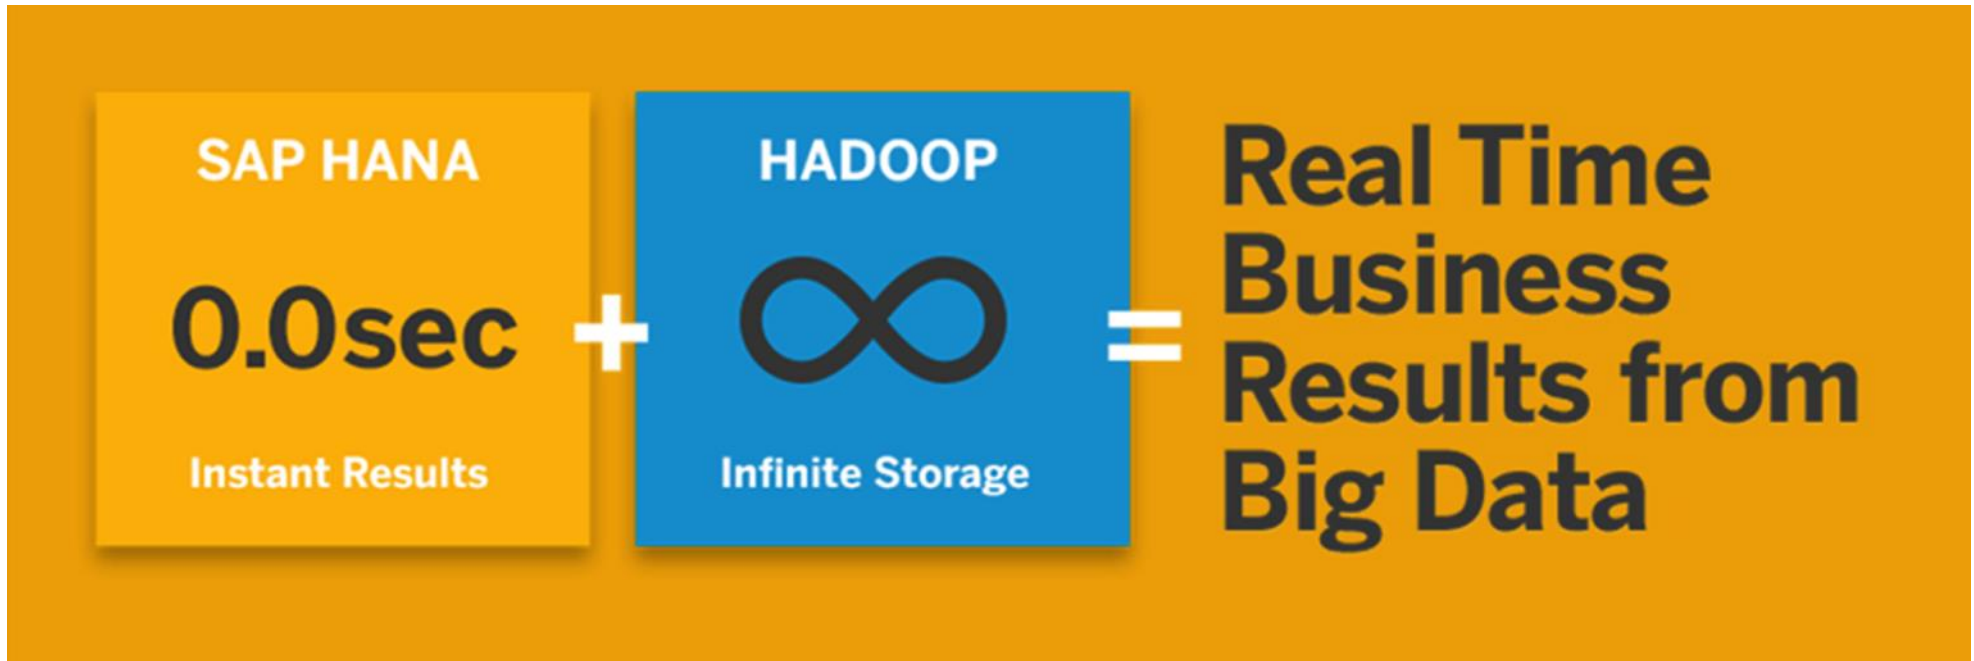 SAP HANA
0.0sec
Instant Results
+
HADOOP
∞
Infinite Storage
=
Real Time
Business
Results from
Big Data